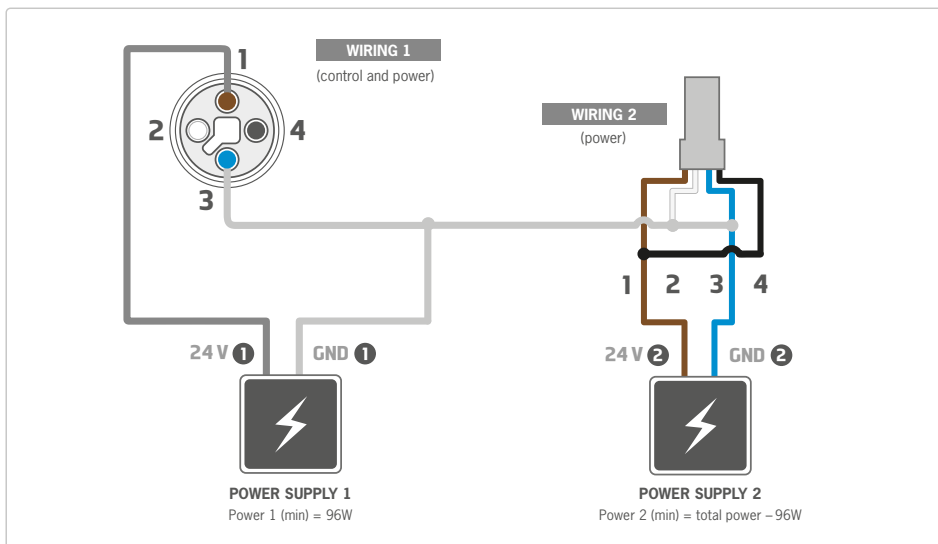 WIRING 1
(control and power)
1
2
4
3
WIRING 2
(power)
1 2 3 4
24 V 1 GND 1
24 V 2 GND 2
POWER SUPPLY 1
Power 1 (min) = 96W
POWER SUPPLY 2
Power 2 (min) = total power – 96W